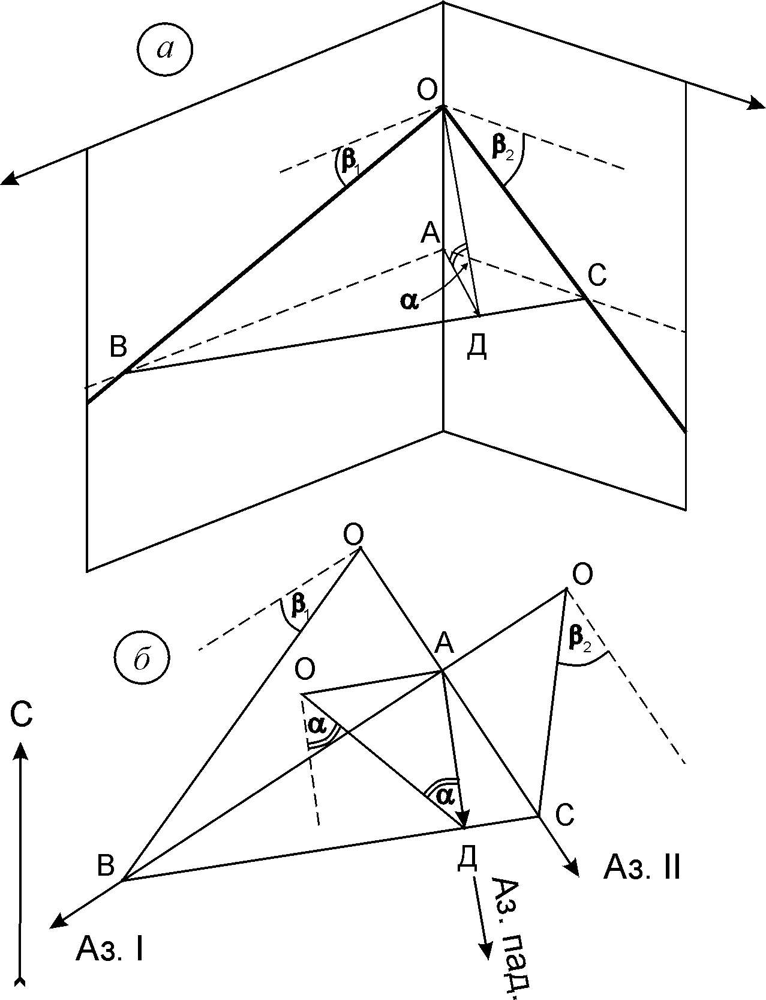 а
О
β₁
β₂
А
α
С
В
Д
О
О
β₁
А
β₂
б
О
С
α
α
С
В
Д
Аз. II
Аз. I
Аз. пад.